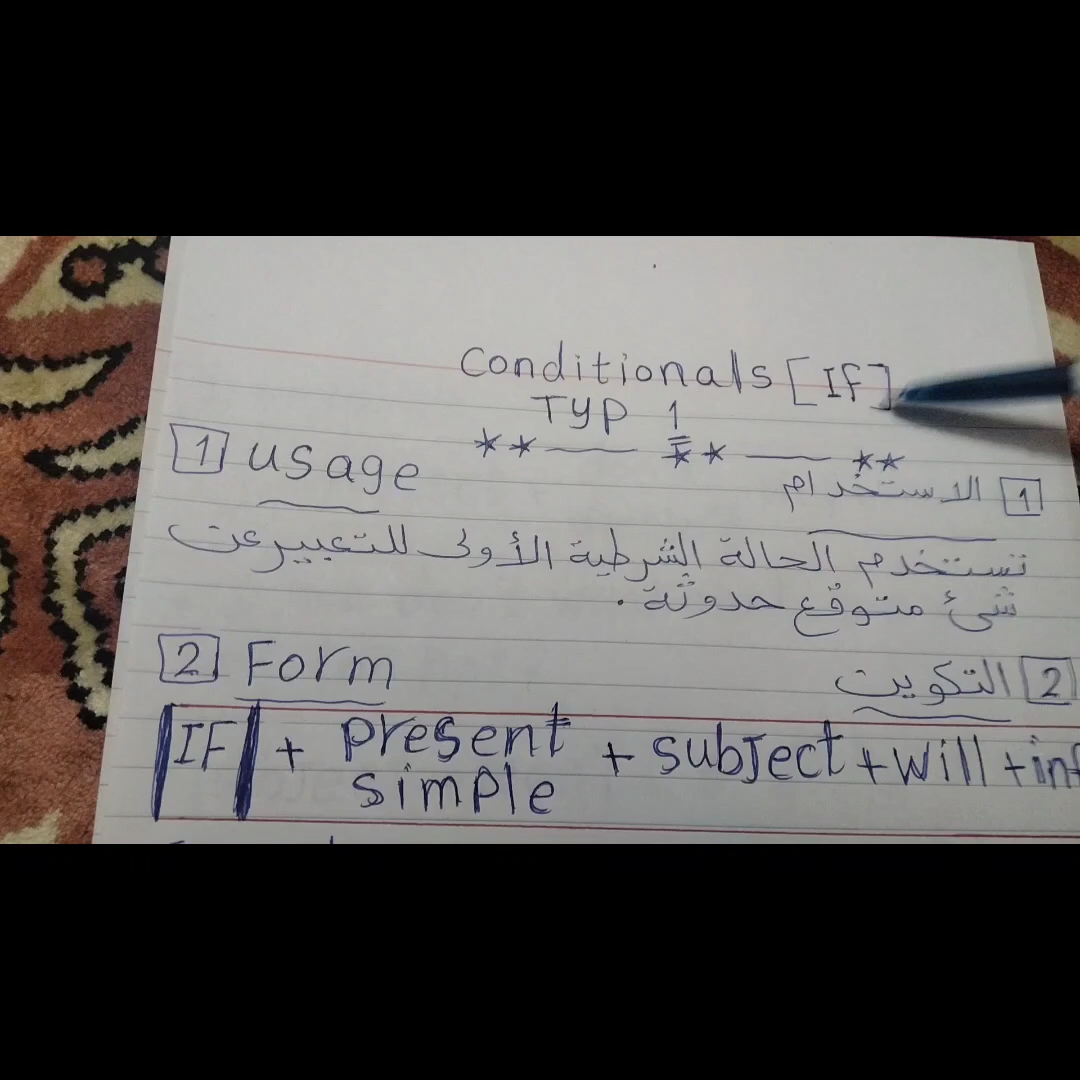 Conditionals [IF]
TYP 1
** —— ** —— **
1 usage
1 الاستخدام
تستخدم الحالة الشرطية الأولى للتعبير عن
شئ متوقع حدوثة .
2 Form
2 التكوين
IF + present simple + subject + will + inf